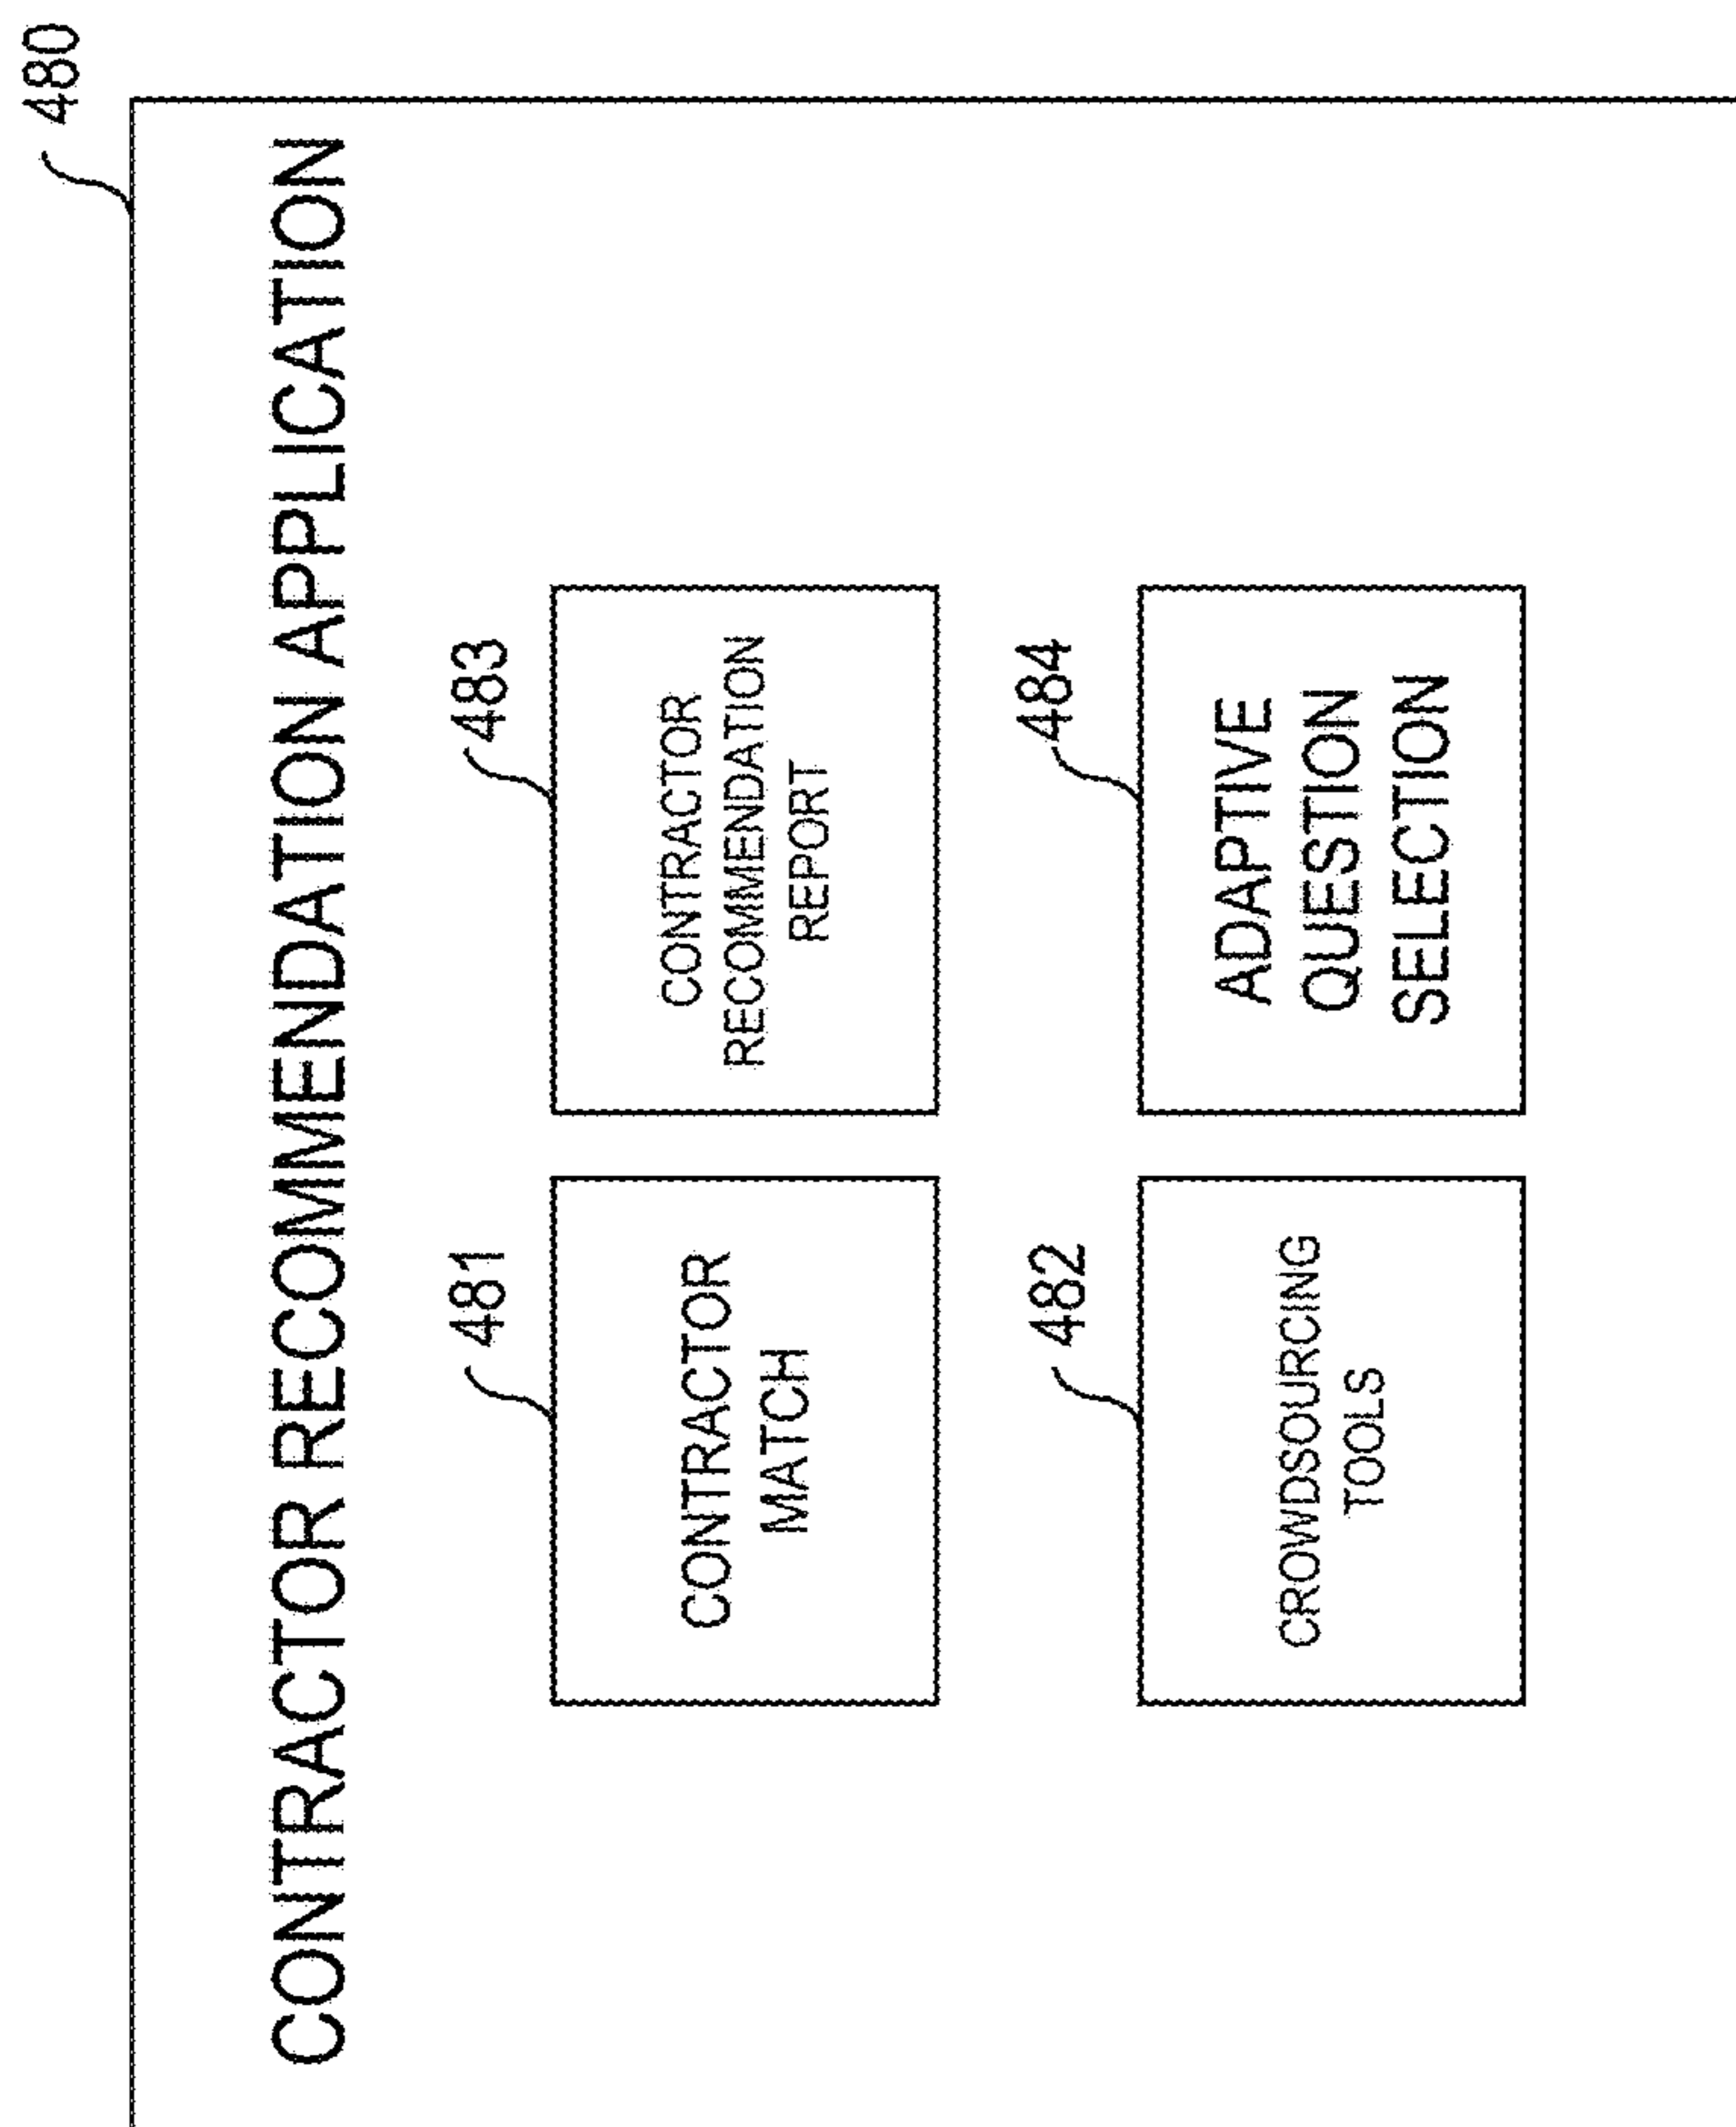 480
CONTRACTOR RECOMMENDATION APPLICATION
481
CONTRACTOR
MATCH
483
CONTRACTOR
RECOMMENDATION
REPORT
482
CROWDSOURCING
TOOLS
484
ADAPTIVE
QUESTION
SELECTION